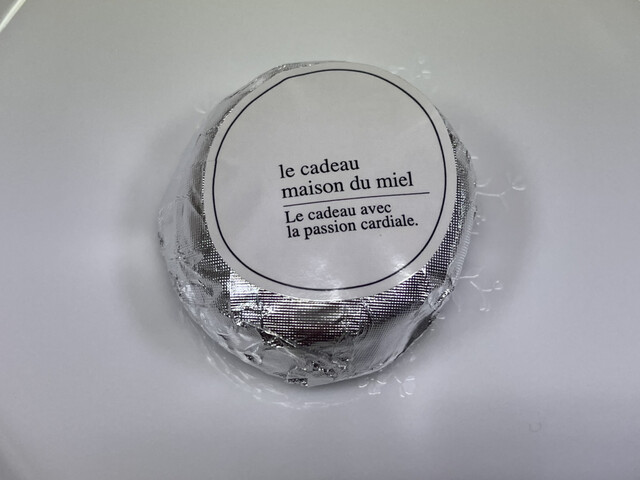 le cadeau
maison du miel
Le cadeau avec
la passion cardiale.